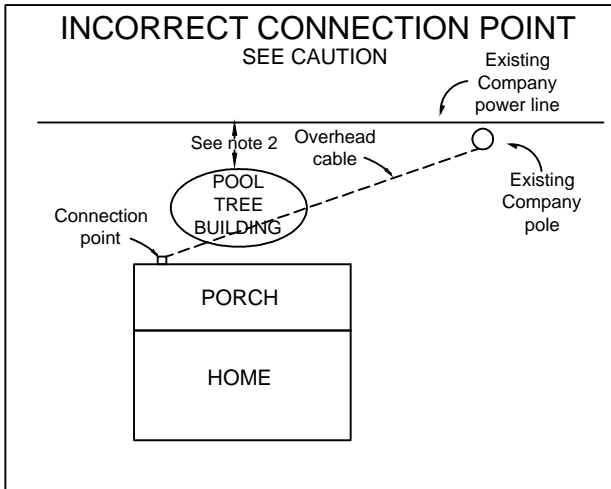 INCORRECT CONNECTION POINT
SEE CAUTION
Existing
Company
power line
See note 2
Overhead
cable
POOL
TREE
BUILDING
Existing
Company
pole
Connection
point
PORCH
HOME